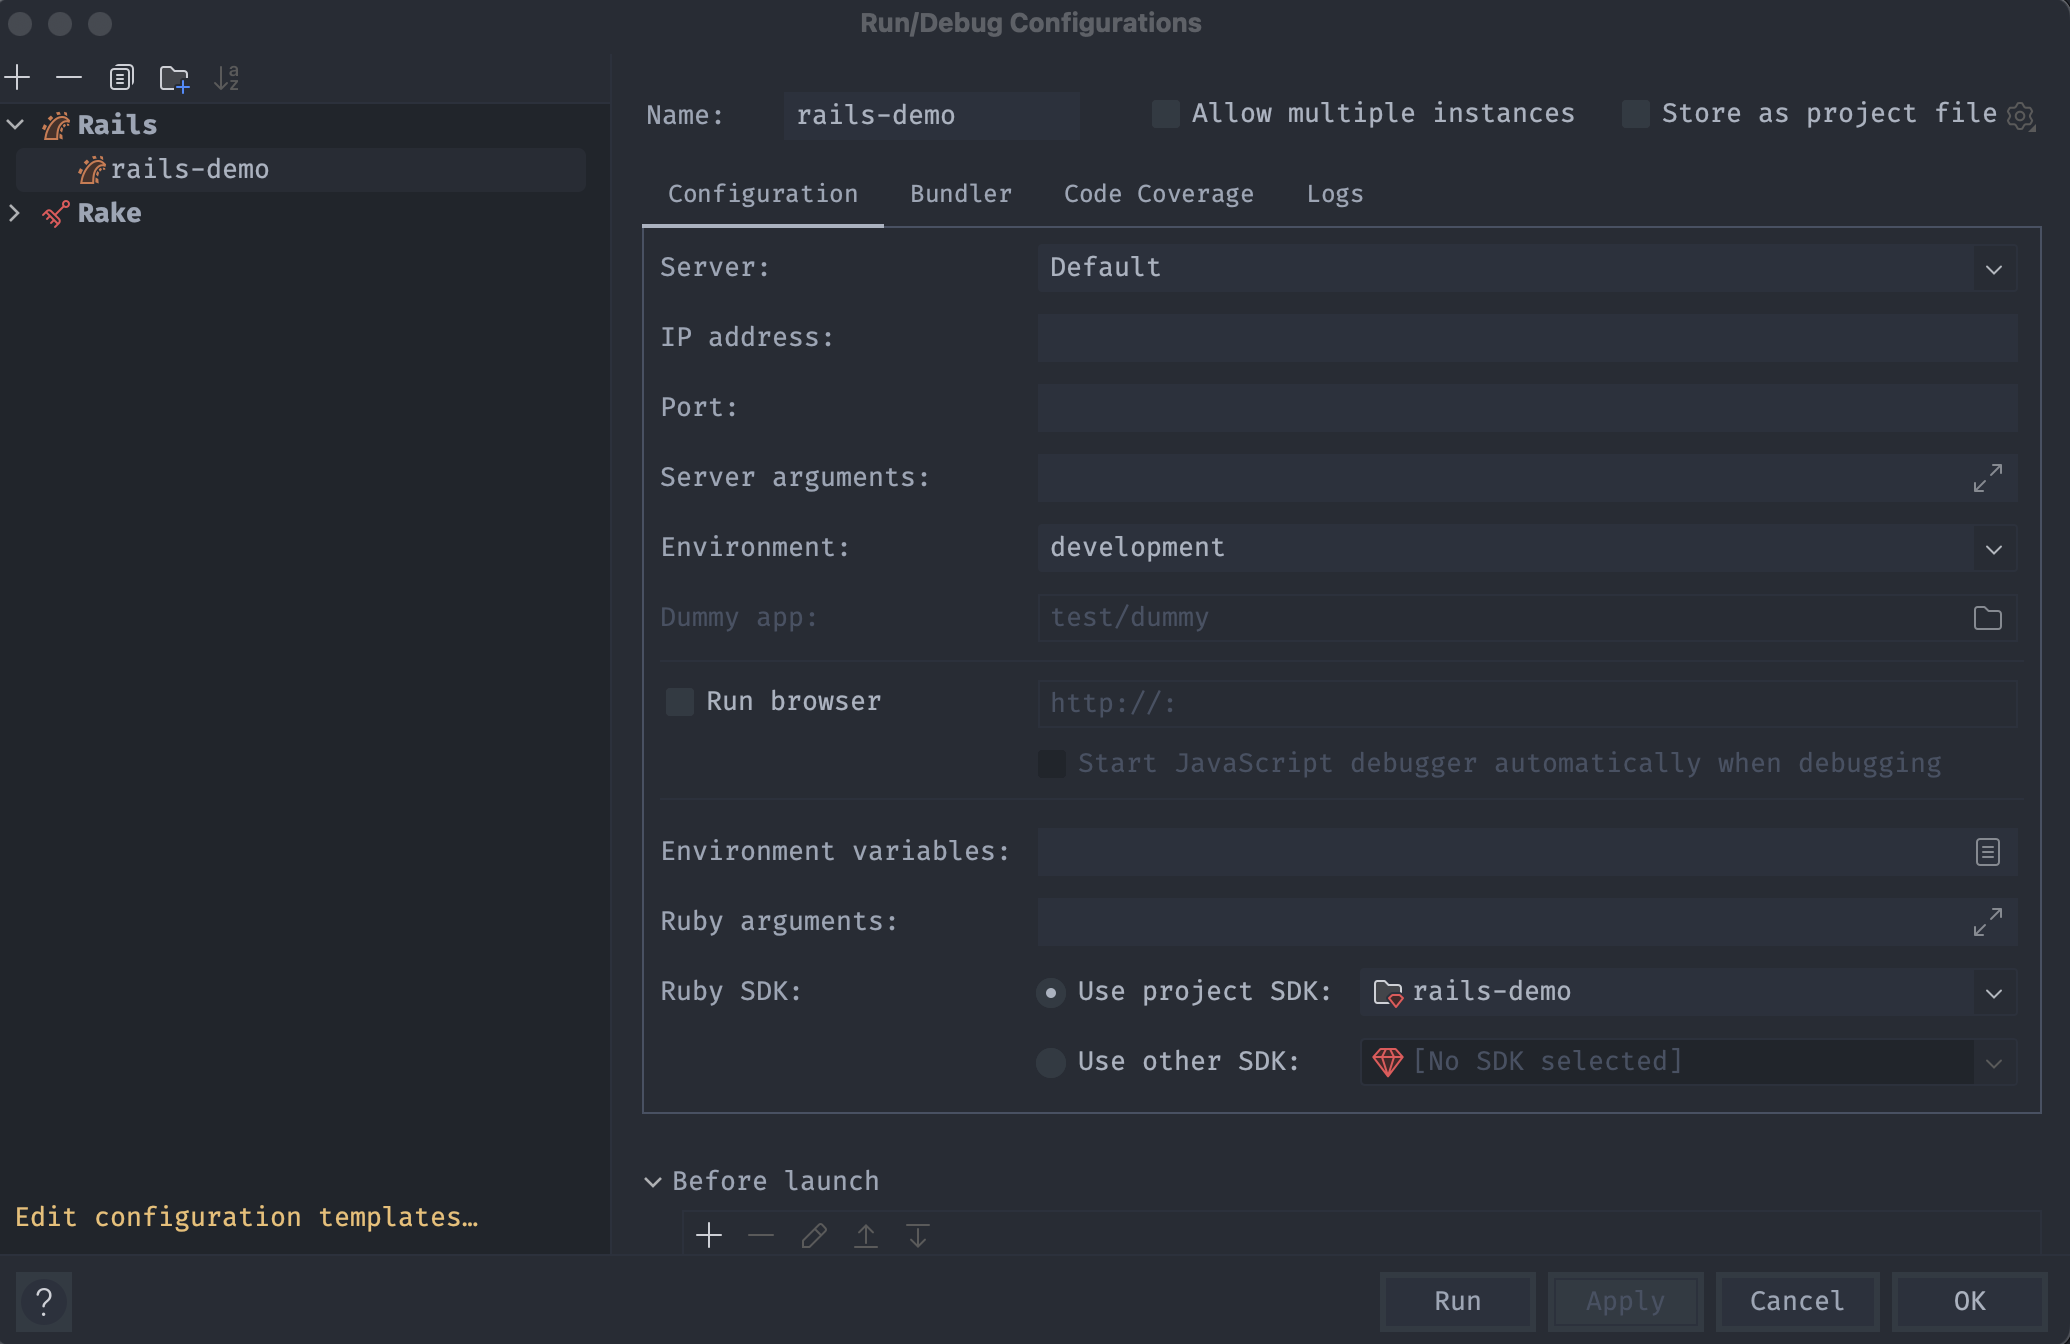 Run/Debug Configurations
Rails
rails-demo
Rake
Edit configuration templates…
Name: rails-demo Allow multiple instances Store as project file
Configuration Bundler Code Coverage Logs
Server: Default
IP address:
Port:
Server arguments:
Environment: development
Dummy app: test/dummy
Run browser http://:
Start JavaScript debugger automatically when debugging
Environment variables:
Ruby arguments:
Ruby SDK: Use project SDK: rails-demo
Use other SDK: [No SDK selected]
Before launch
? Run Apply Cancel OK